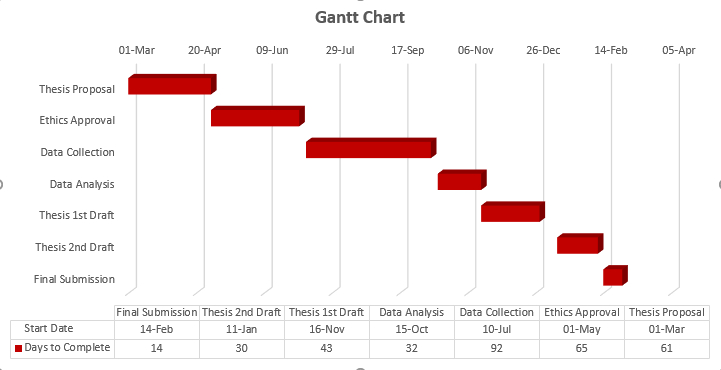 Gantt Chart
01-Mar 20-Apr 09-Jun 29-Jul 17-Sep 06-Nov 26-Dec 14-Feb 05-Apr
Thesis Proposal
Ethics Approval
Data Collection
Data Analysis
Thesis 1st Draft
Thesis 2nd Draft
Final Submission
Final Submission Thesis 2nd Draft Thesis 1st Draft Data Analysis Data Collection Ethics Approval Thesis Proposal
Start Date 14-Feb 11-Jan 16-Nov 15-Oct 10-Jul 01-May 01-Mar
Days to Complete 14 30 43 32 92 65 61